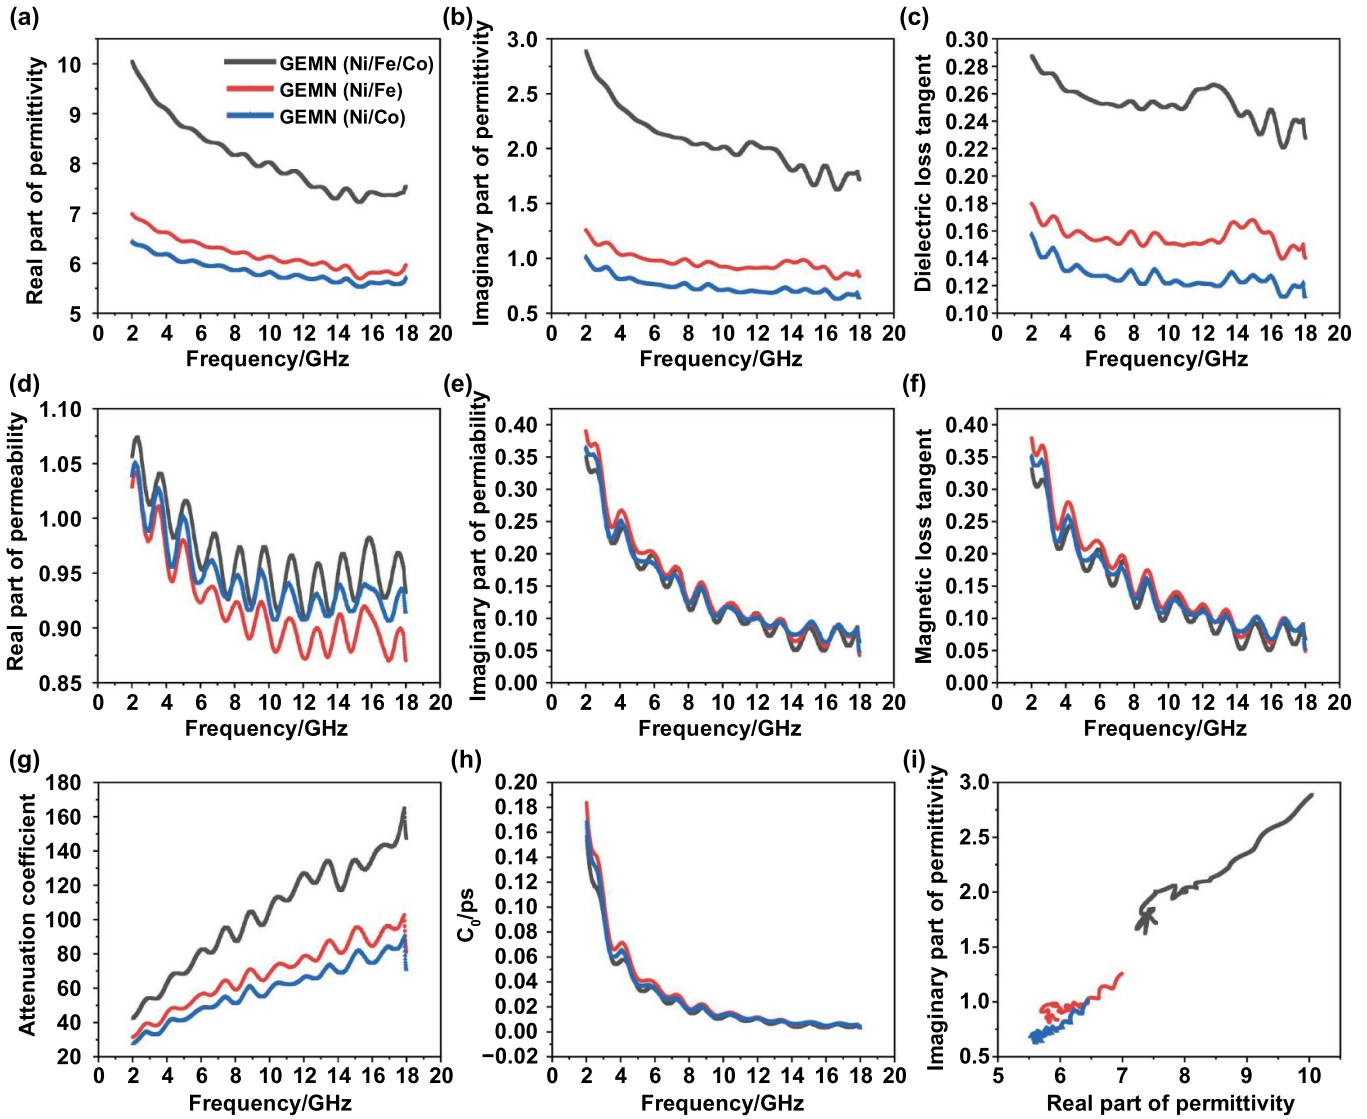 (a)
Real part of permittivity
10
9
8
7
6
5
0 2 4 6 8 10 12 14 16 18 20
Frequency/GHz
GEMN (Ni/Fe/Co)
GEMN (Ni/Fe)
GEMN (Ni/Co)
(b)
Imaginary part of permittivity
3.0
2.5
2.0
1.5
1.0
0.5
0 2 4 6 8 10 12 14 16 18 20
Frequency/GHz
(c)
Dielectric loss tangent
0.30
0.28
0.26
0.24
0.22
0.20
0.18
0.16
0.14
0.12
0.10
0 2 4 6 8 10 12 14 16 18 20
Frequency/GHz
(d)
Real part of permeability
1.10
1.05
1.00
0.95
0.90
0.85
0 2 4 6 8 10 12 14 16 18 20
Frequency/GHz
(e)
Imaginary part of permiability
0.40
0.35
0.30
0.25
0.20
0.15
0.10
0.05
0.00
0 2 4 6 8 10 12 14 16 18 20
Frequency/GHz
(f)
Magnetic loss tangent
0.40
0.35
0.30
0.25
0.20
0.15
0.10
0.05
0.00
0 2 4 6 8 10 12 14 16 18 20
Frequency/GHz
(g)
Attenuation coefficient
180
160
140
120
100
80
60
40
20
0 2 4 6 8 10 12 14 16 18 20
Frequency/GHz
(h)
C₀/ps
0.20
0.18
0.16
0.14
0.12
0.10
0.08
0.06
0.04
0.02
0.00
−0.02
0 2 4 6 8 10 12 14 16 18 20
Frequency/GHz
(i)
Imaginary part of permittivity
3.0
2.5
2.0
1.5
1.0
0.5
5 6 7 8 9 10
Real part of permittivity